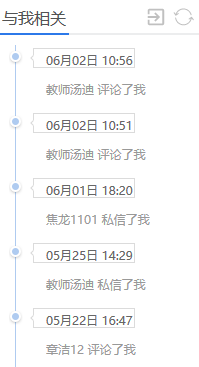 与我相关
06月02日 10:56
教师汤迪 评论了我
06月02日 10:51
教师汤迪 评论了我
06月01日 18:20
焦龙1101 私信了我
05月25日 14:29
教师汤迪 私信了我
05月22日 16:47
章洁12 评论了我